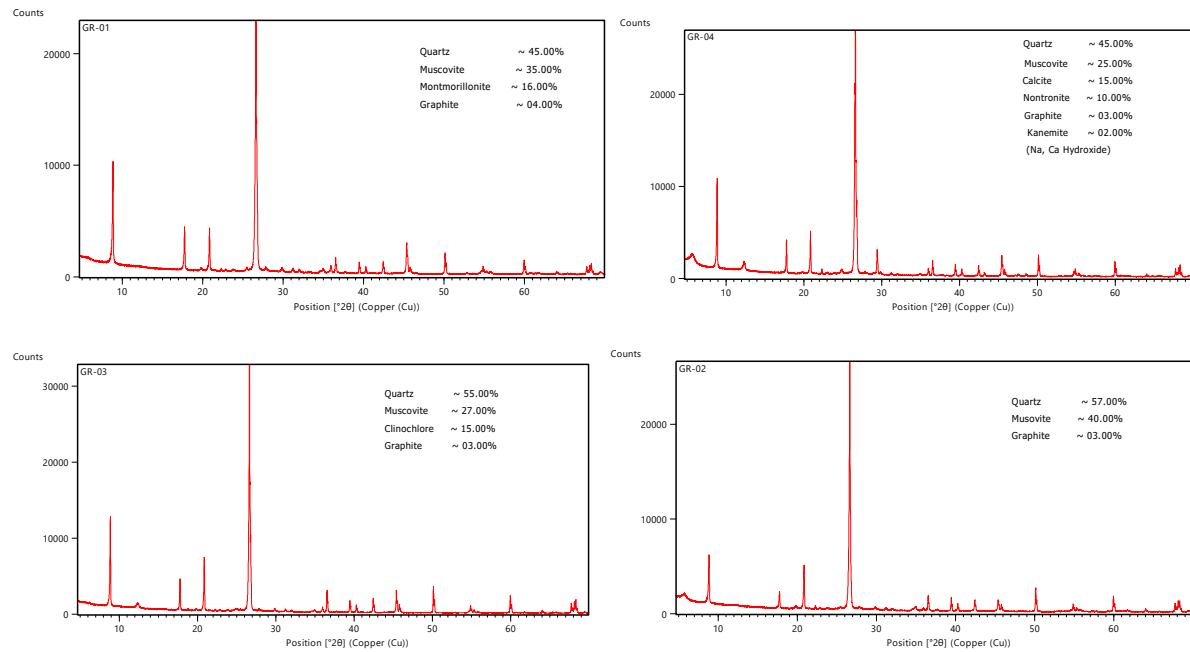 Counts
GR-01
Quartz ~ 45.00%
Muscovite ~ 35.00%
Montmorillonite ~ 16.00%
Graphite ~ 04.00%
20000
10000
0
10 20 30 40 50 60
Position [°2θ] (Copper (Cu))
Counts
GR-04
Quartz ~ 45.00%
Muscovite ~ 25.00%
Calcite ~ 15.00%
Nontronite ~ 10.00%
Graphite ~ 03.00%
Kanemite ~ 02.00%
(Na, Ca Hydroxide)
20000
10000
0
10 20 30 40 50 60
Position [°2θ] (Copper (Cu))
Counts
GR-03
Quartz ~ 55.00%
Muscovite ~ 27.00%
Clinochlore ~ 15.00%
Graphite ~ 03.00%
30000
20000
10000
0
10 20 30 40 50 60
Position [°2θ] (Copper (Cu))
Counts
GR-02
Quartz ~ 57.00%
Musovite ~ 40.00%
Graphite ~ 03.00%
20000
10000
0
10 20 30 40 50 60
Position [°2θ] (Copper (Cu))